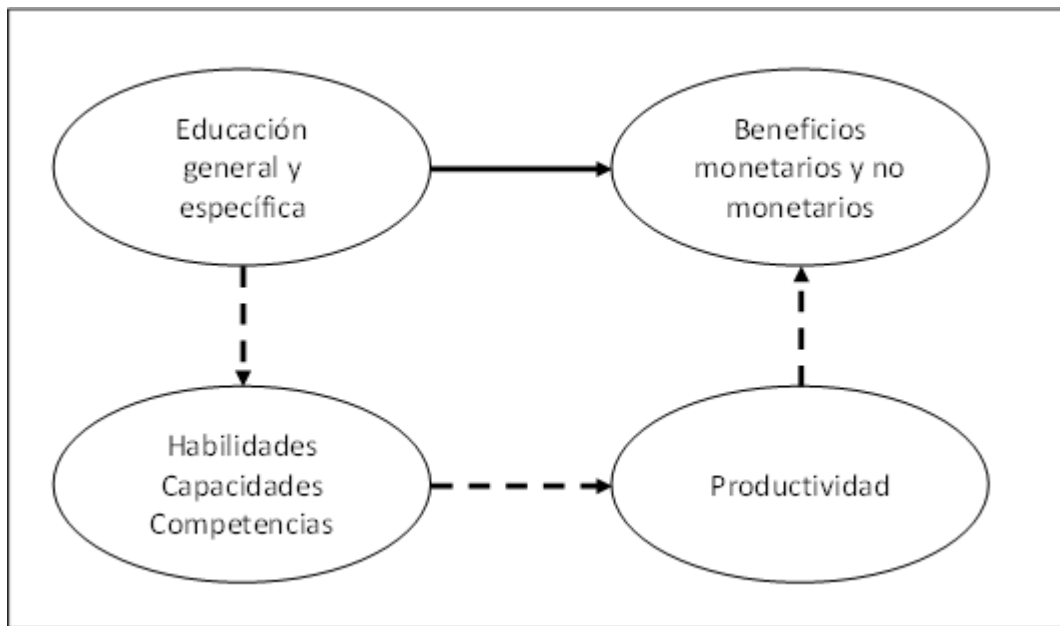 Educación
general y
específica
Beneficios
monetarios y no
monetarios
Habilidades
Capacidades
Competencias
Productividad